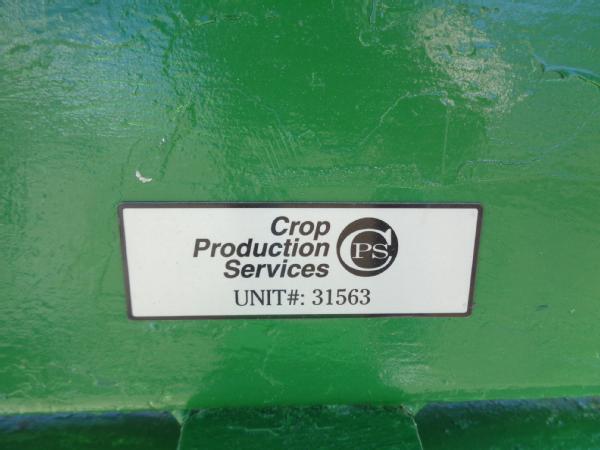 Crop
Production
Services
CPS
UNIT#: 31563